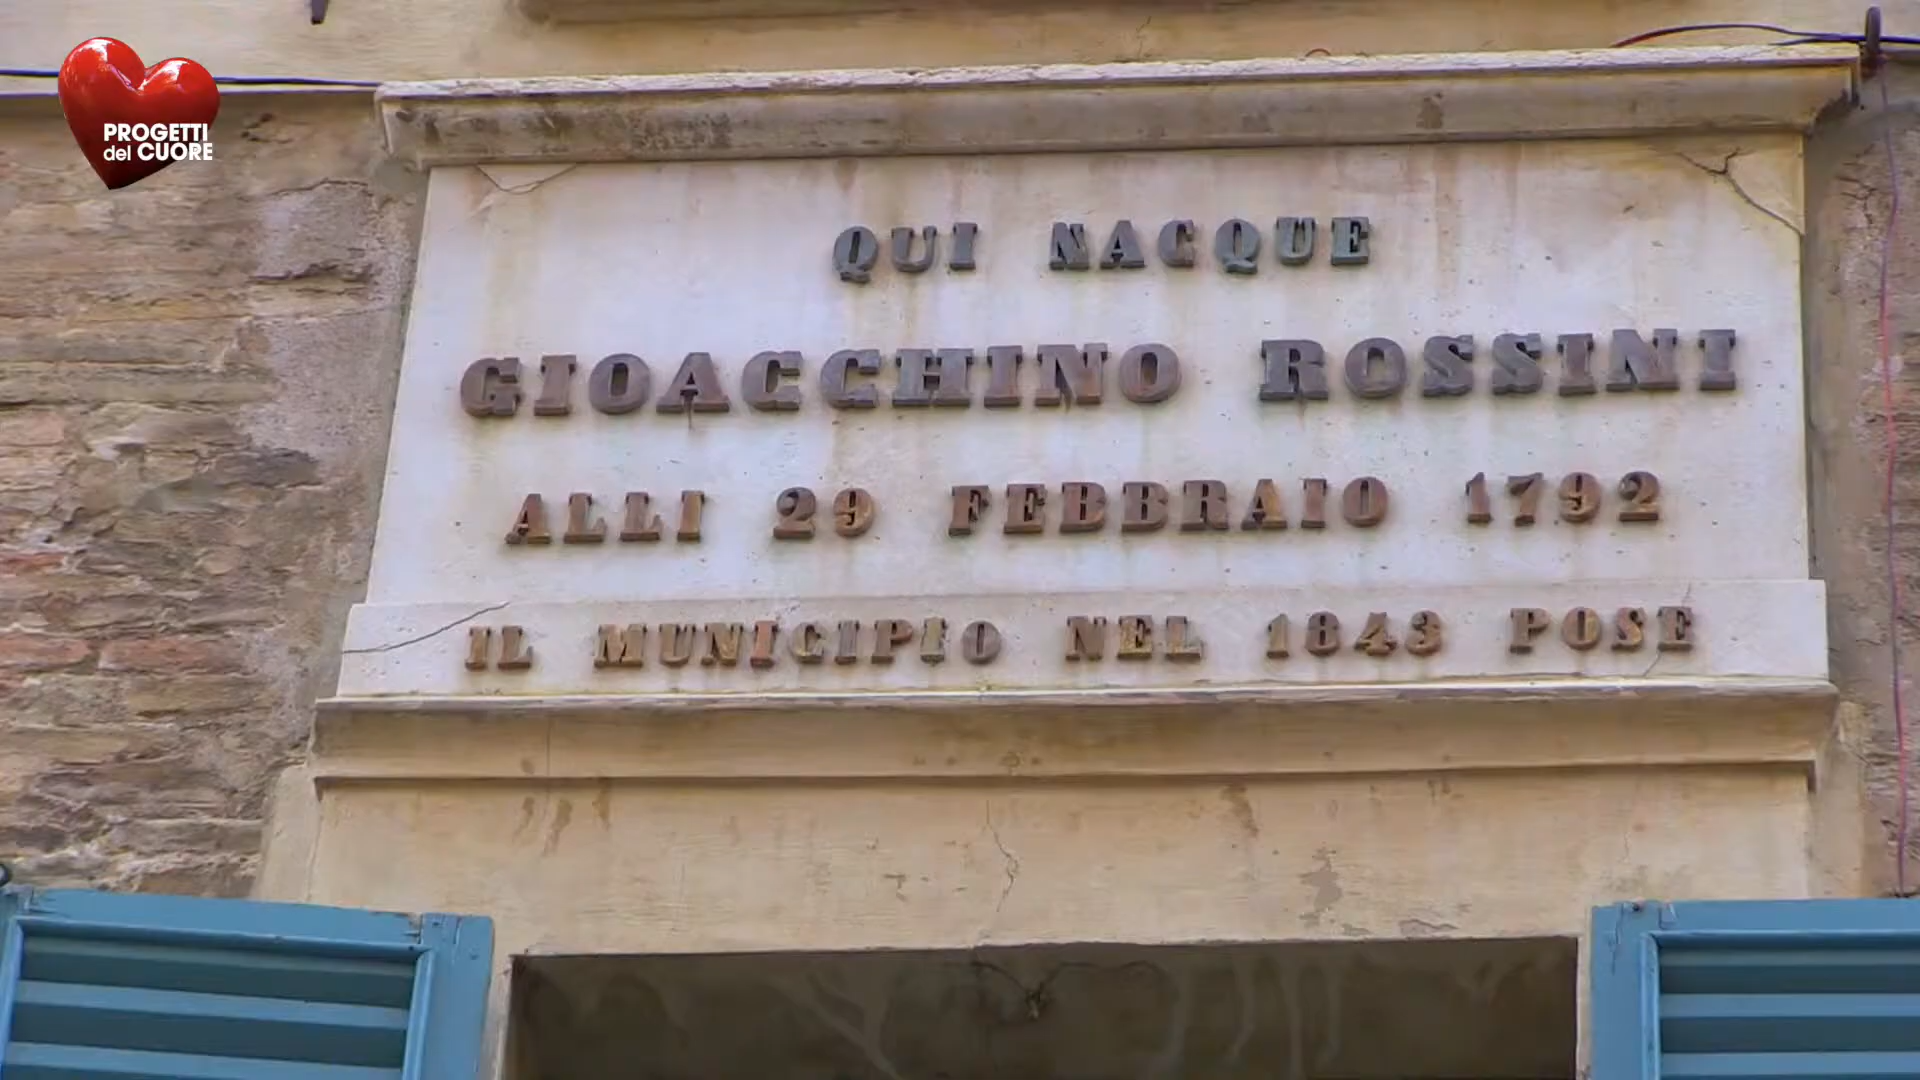 PROGETTI
del CUORE
QUI NACQUE
GIOACCHINO ROSSINI
ALLI 29 FEBBRAIO 1792
IL MUNICIPIO NEL 1843 POSE